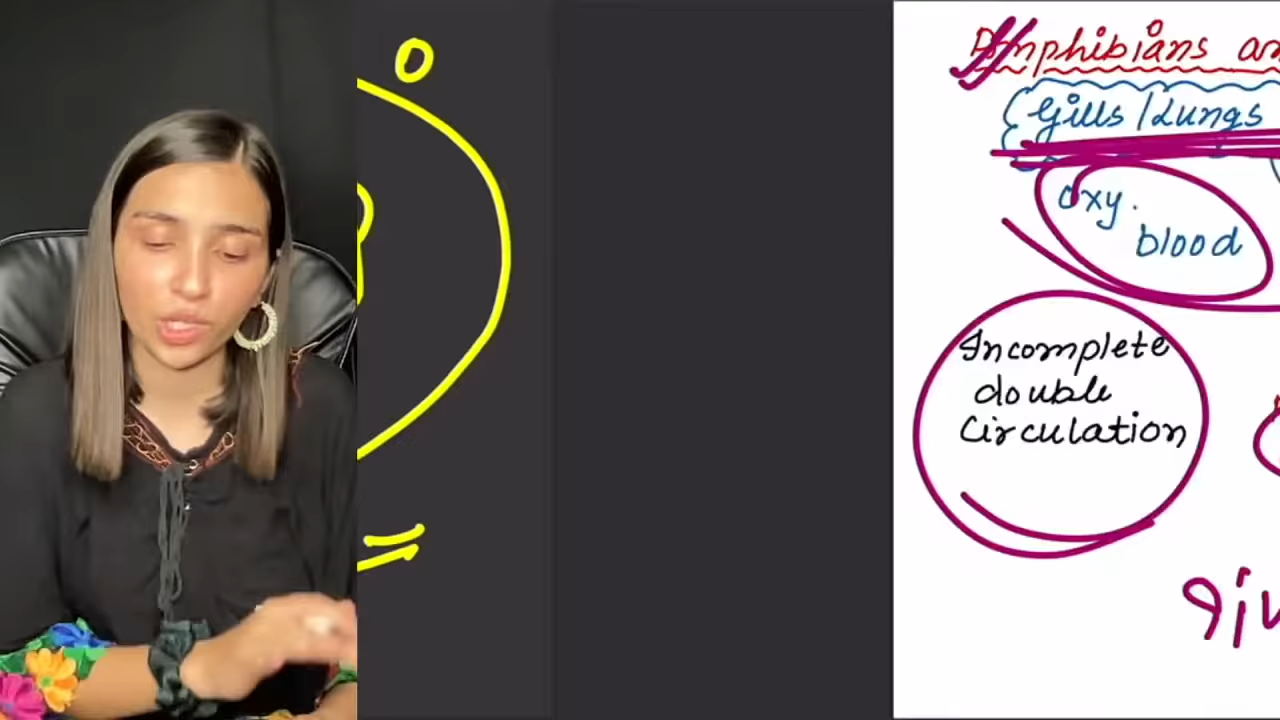 O
Amphibians an
Gills/Lungs
oxy.
blood
Incomplete
double
Circulation